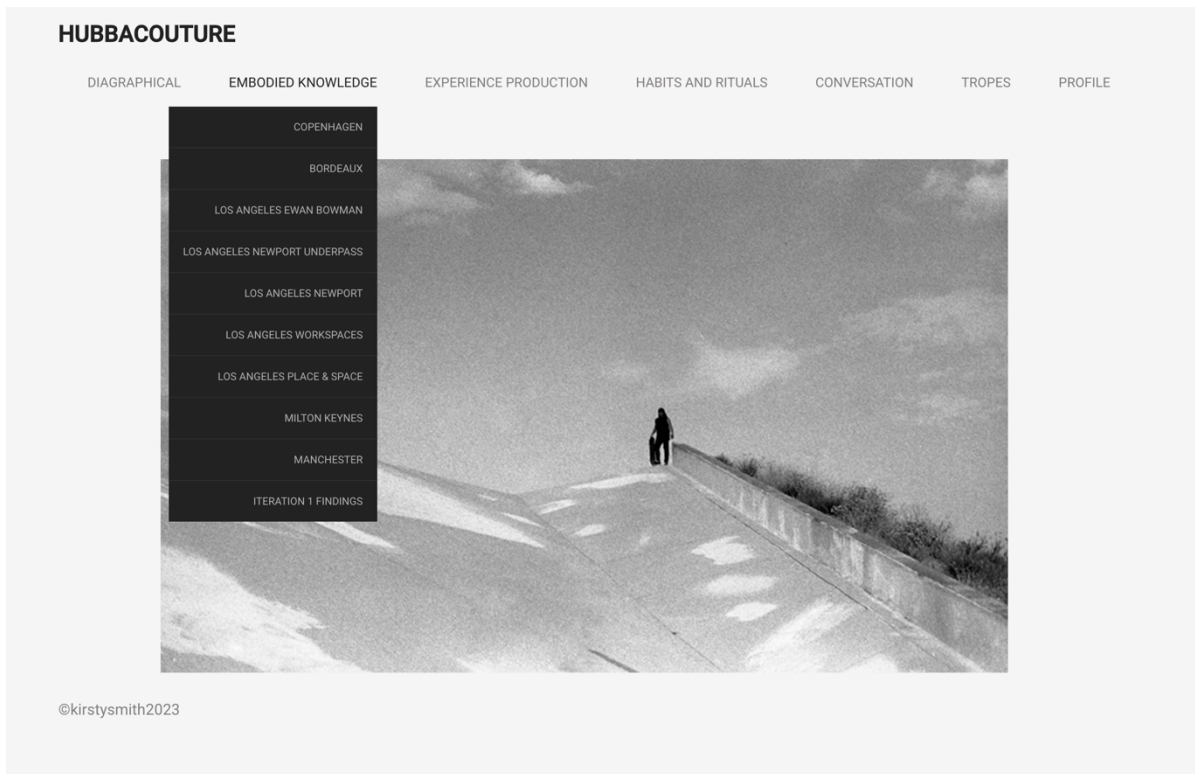 HUBBACOUTURE
DIAGRAPHICAL EMBODIED KNOWLEDGE EXPERIENCE PRODUCTION HABITS AND RITUALS CONVERSATION TROPES PROFILE
COPENHAGEN
BORDEAUX
LOS ANGELES EWAN BOWMAN
LOS ANGELES NEWPORT UNDERPASS
LOS ANGELES NEWPORT
LOS ANGELES WORKSPACES
LOS ANGELES PLACE & SPACE
MILTON KEYNES
MANCHESTER
ITERATION 1 FINDINGS
©kirstysmith2023